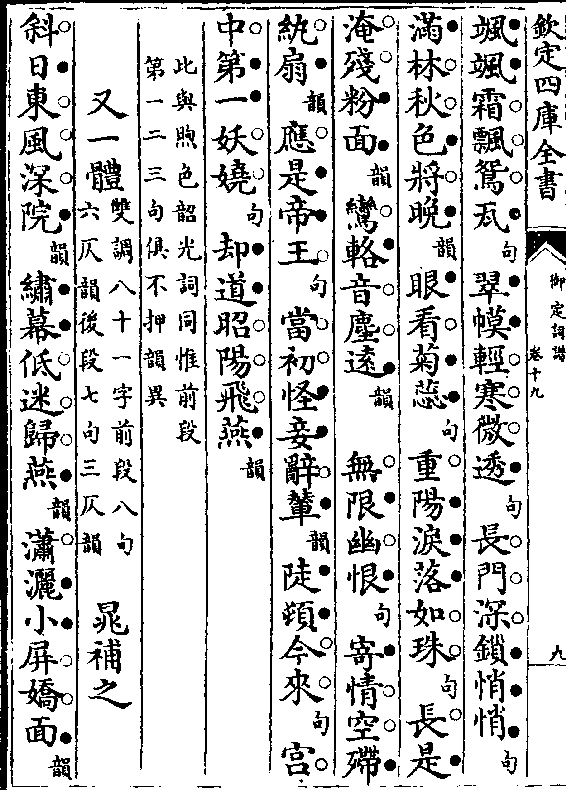 欽定四庫全書
御定詞譜
卷十九
九
颯颯霜飄鴛瓦句翠幙輕寒微透句長門深鎖悄悄句
滿林秋色將晚韻眼看菊蕊句重陽淚落如珠句長是
淹殘粉面韻鸞輅音塵遠韻無限幽恨句寄情空殢
紈扇韻應是帝王句當初怪妾辭輦韻陡頓今來句宮
中第一妖嬈句却道昭陽飛燕韻
此與煦色韶光詞同惟前段
第一二三句俱不押韻異
又一體雙調八十一字前段八句
六仄韻後段七句三仄韻晁補之
斜日東風深院韻繡幕低迷歸燕韻瀟灑小屏嬌面韻